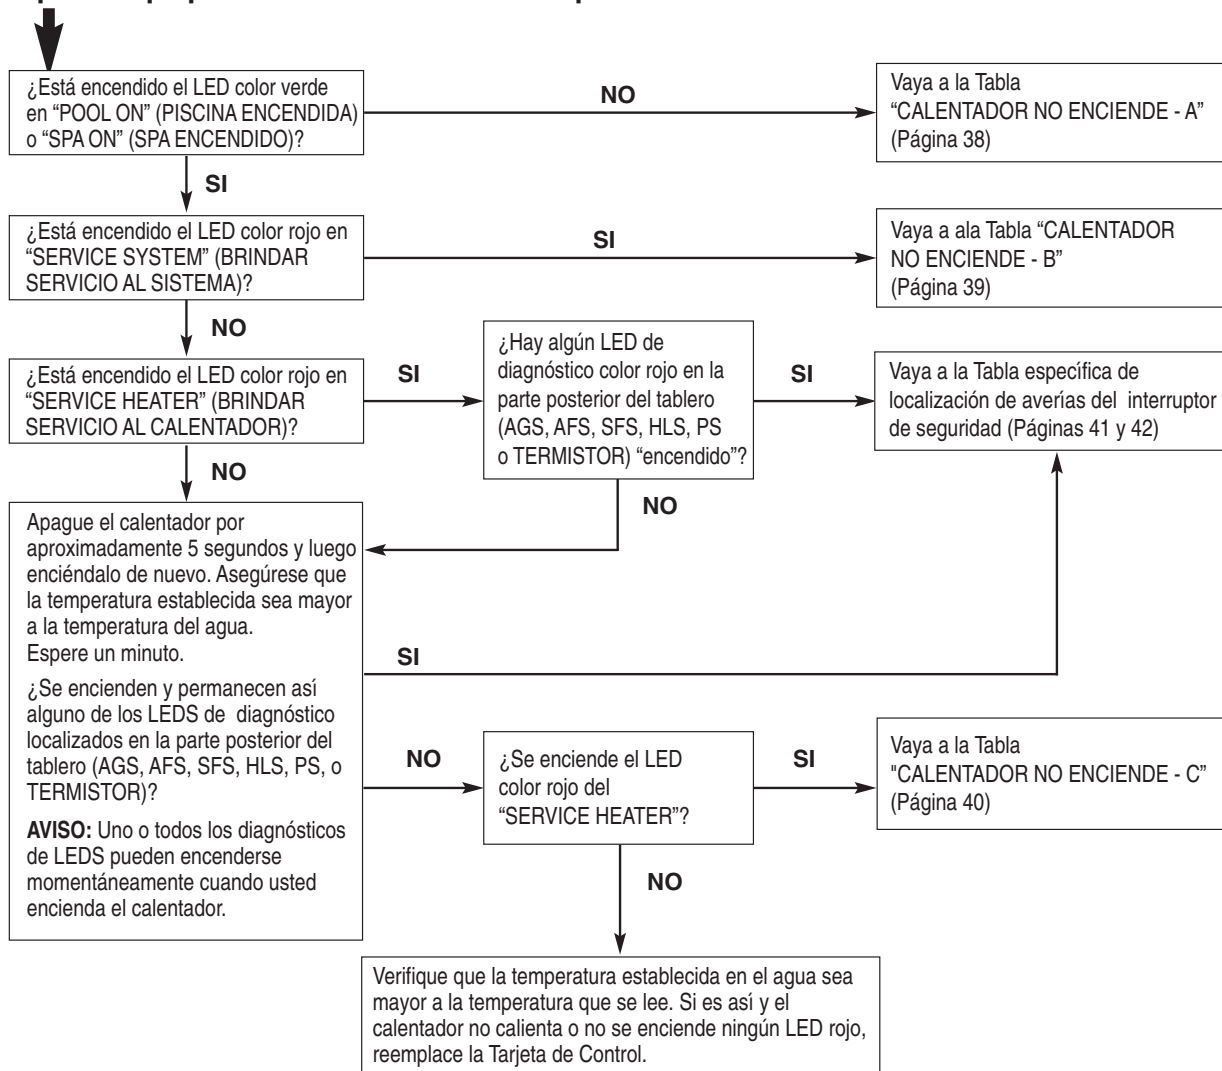 ¿Está encendido el LED color verde
en “POOL ON” (PISCINA ENCENDIDA)
o “SPA ON” (SPA ENCENDIDO)?
NO
Vaya a la Tabla
“CALENTADOR NO ENCIENDE - A”
(Página 38)
SI
¿Está encendido el LED color rojo en
“SERVICE SYSTEM” (BRINDAR
SERVICIO AL SISTEMA)?
SI
Vaya a ala Tabla “CALENTADOR
NO ENCIENDE - B”
(Página 39)
NO
¿Está encendido el LED color rojo en
“SERVICE HEATER” (BRINDAR
SERVICIO AL CALENTADOR)?
SI
¿Hay algún LED de
diagnóstico color rojo en la
parte posterior del tablero
(AGS, AFS, SFS, HLS, PS
o TERMISTOR) “encendido”?
SI
Vaya a la Tabla específica de
localización de averías del interruptor
de seguridad (Páginas 41 y 42)
NO
NO
Apague el calentador por
aproximadamente 5 segundos y luego
enciéndalo de nuevo. Asegúrese que
la temperatura establecida sea mayor
a la temperatura del agua.
Espere un minuto.
¿Se encienden y permanecen así
alguno de los LEDS de diagnóstico
localizados en la parte posterior del
tablero (AGS, AFS, SFS, HLS, PS, o
TERMISTOR)?
AVISO: Uno o todos los diagnósticos
de LEDS pueden encenderse
momentáneamente cuando usted
encienda el calentador.
SI
NO
¿Se enciende el LED
color rojo del
“SERVICE HEATER”?
SI
Vaya a la Tabla
"CALENTADOR NO ENCIENDE - C”
(Página 40)
NO
Verifique que la temperatura establecida en el agua sea
mayor a la temperatura que se lee. Si es así y el
calentador no calienta o no se enciende ningún LED rojo,
reemplace la Tarjeta de Control.